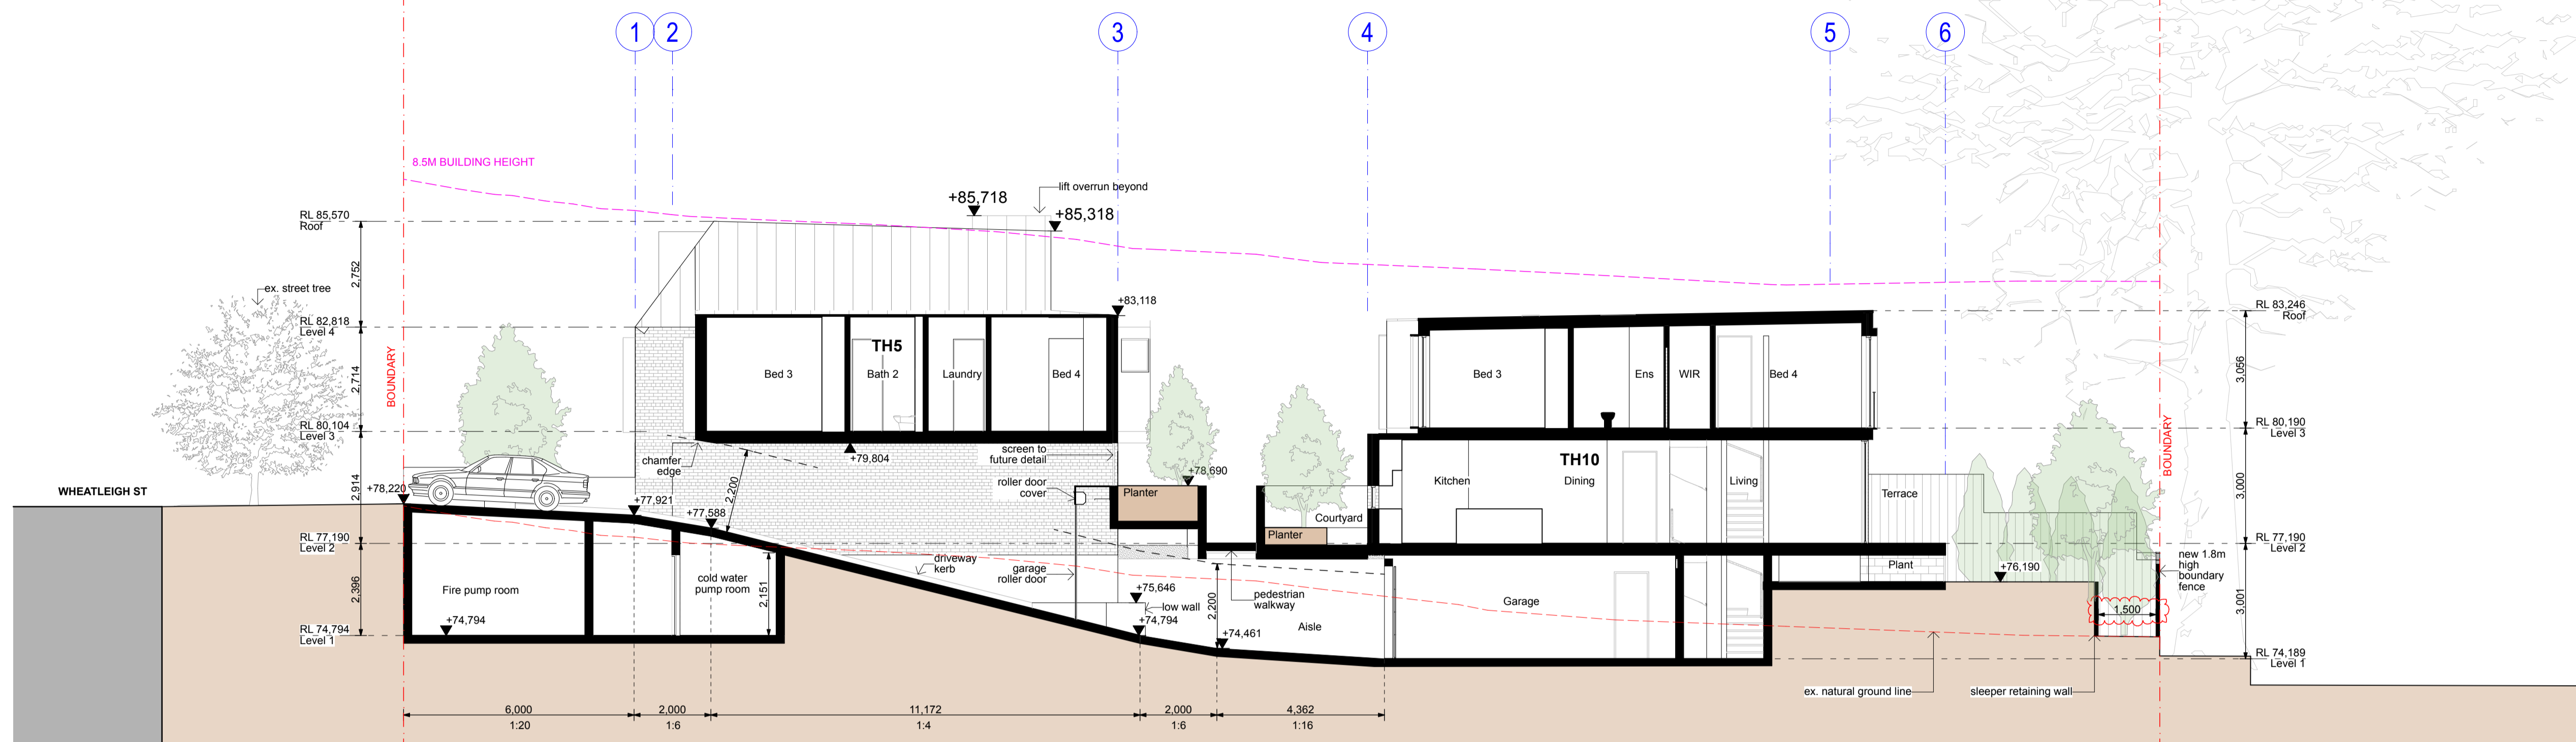 1
2
3
4
5
6
8.5M BUILDING HEIGHT
lift overrun beyond
+85,718
+85,318
RL 85,570
Roof
2,752
ex. street tree
RL 82,818
Level 4
2,714
BOUNDARY
RL 80,104
Level 3
2,914
RL 77,190
Level 2
2,396
RL 74,794
Level 1
WHEATLEIGH ST
+78,220
+77,921
+77,588
+83,118
TH5
Bed 3
Bath 2
Laundry
Bed 4
chamfer
edge
2,200
+79,804
screen to
future detail
roller door
cover
+78,690
Planter
Planter
Courtyard
driveway
kerb
garage
roller door
+75,646
low wall
+74,794
2,200
pedestrian
walkway
+74,461
Aisle
Fire pump room
+74,794
cold water
pump room
2,151
Bed 3
Ens
WIR
Bed 4
TH10
Kitchen
Dining
Living
Terrace
Garage
Plant
+76,190
BOUNDARY
new 1.8m
high
boundary
fence
1,500
RL 83,246
Roof
3,056
RL 80,190
Level 3
3,000
RL 77,190
Level 2
3,001
RL 74,189
Level 1
ex. natural ground line
sleeper retaining wall
6,000
1:20
2,000
1:6
11,172
1:4
2,000
1:6
4,362
1:16